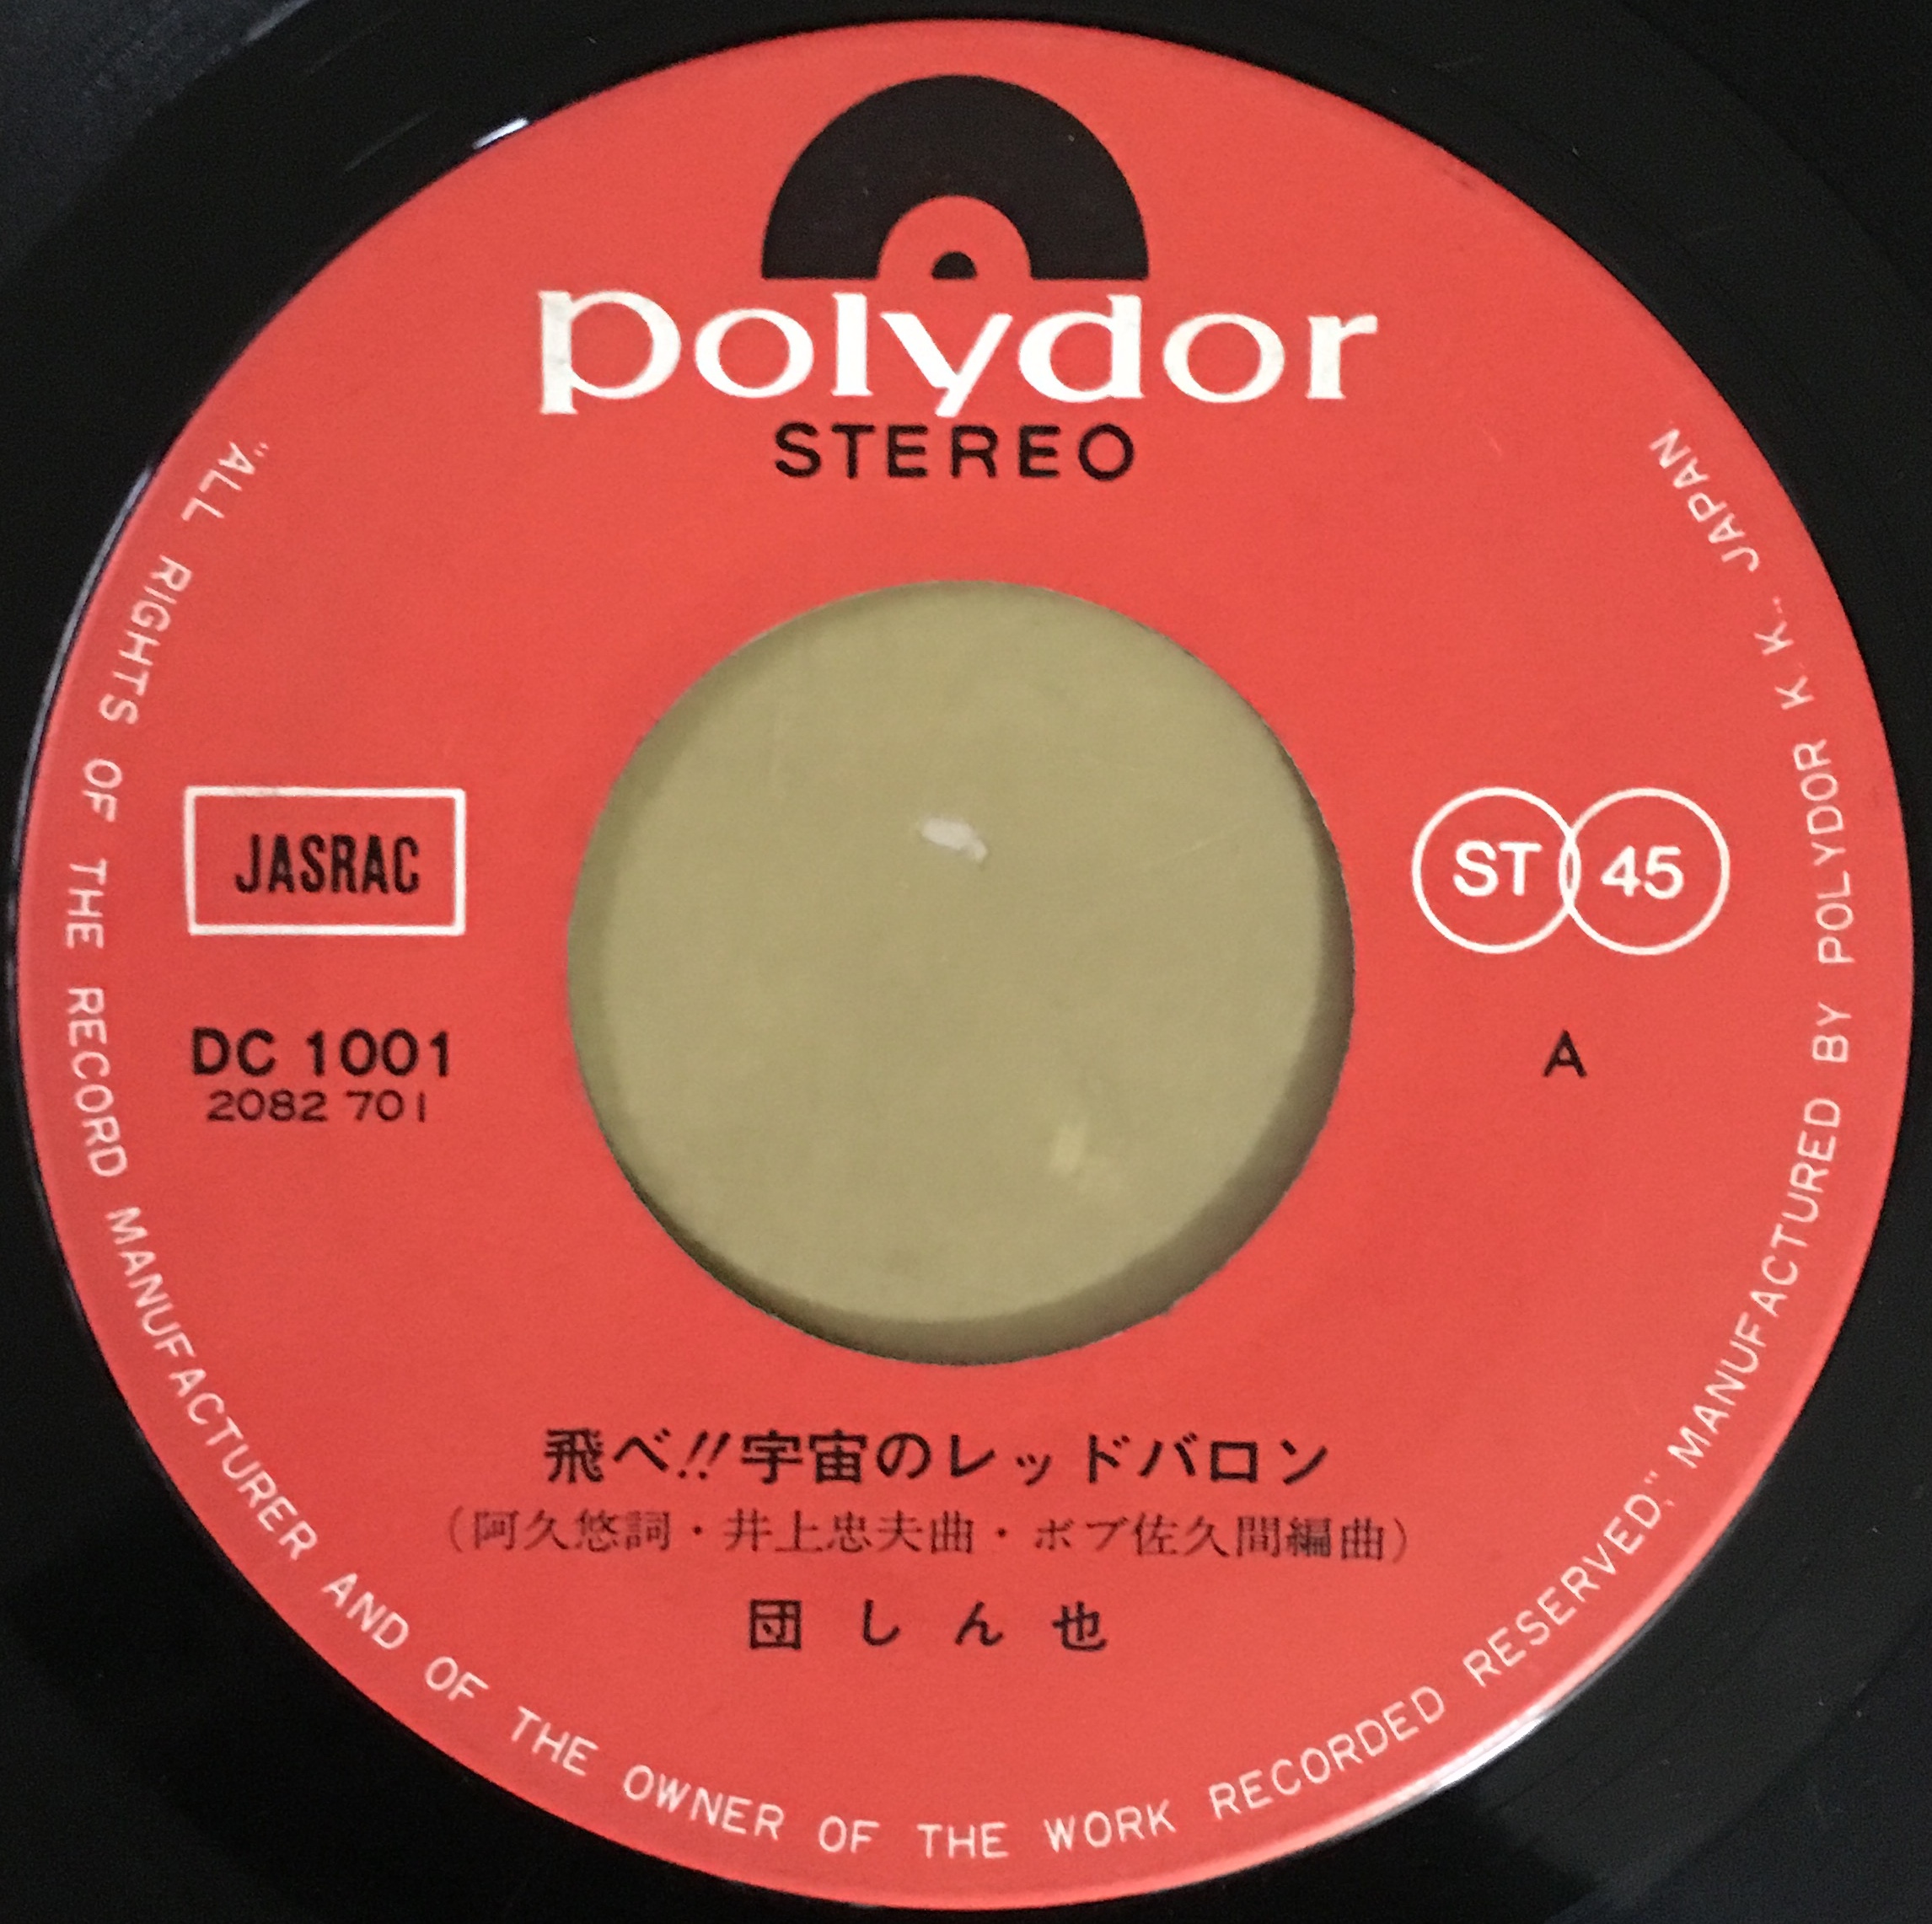 polydor
STEREO
JASRAC
ST 45
DC 1001
2082 701
A
飛べ!!宇宙のレッドバロン
(阿久悠詞・井上忠夫曲・ボブ佐久間編曲)
団しん也
"ALL RIGHTS OF THE RECORD MANUFACTURER AND OF THE OWNER OF THE WORK RECORDED RESERVED." MANUFACTURED BY POLYDOR K. K., JAPAN